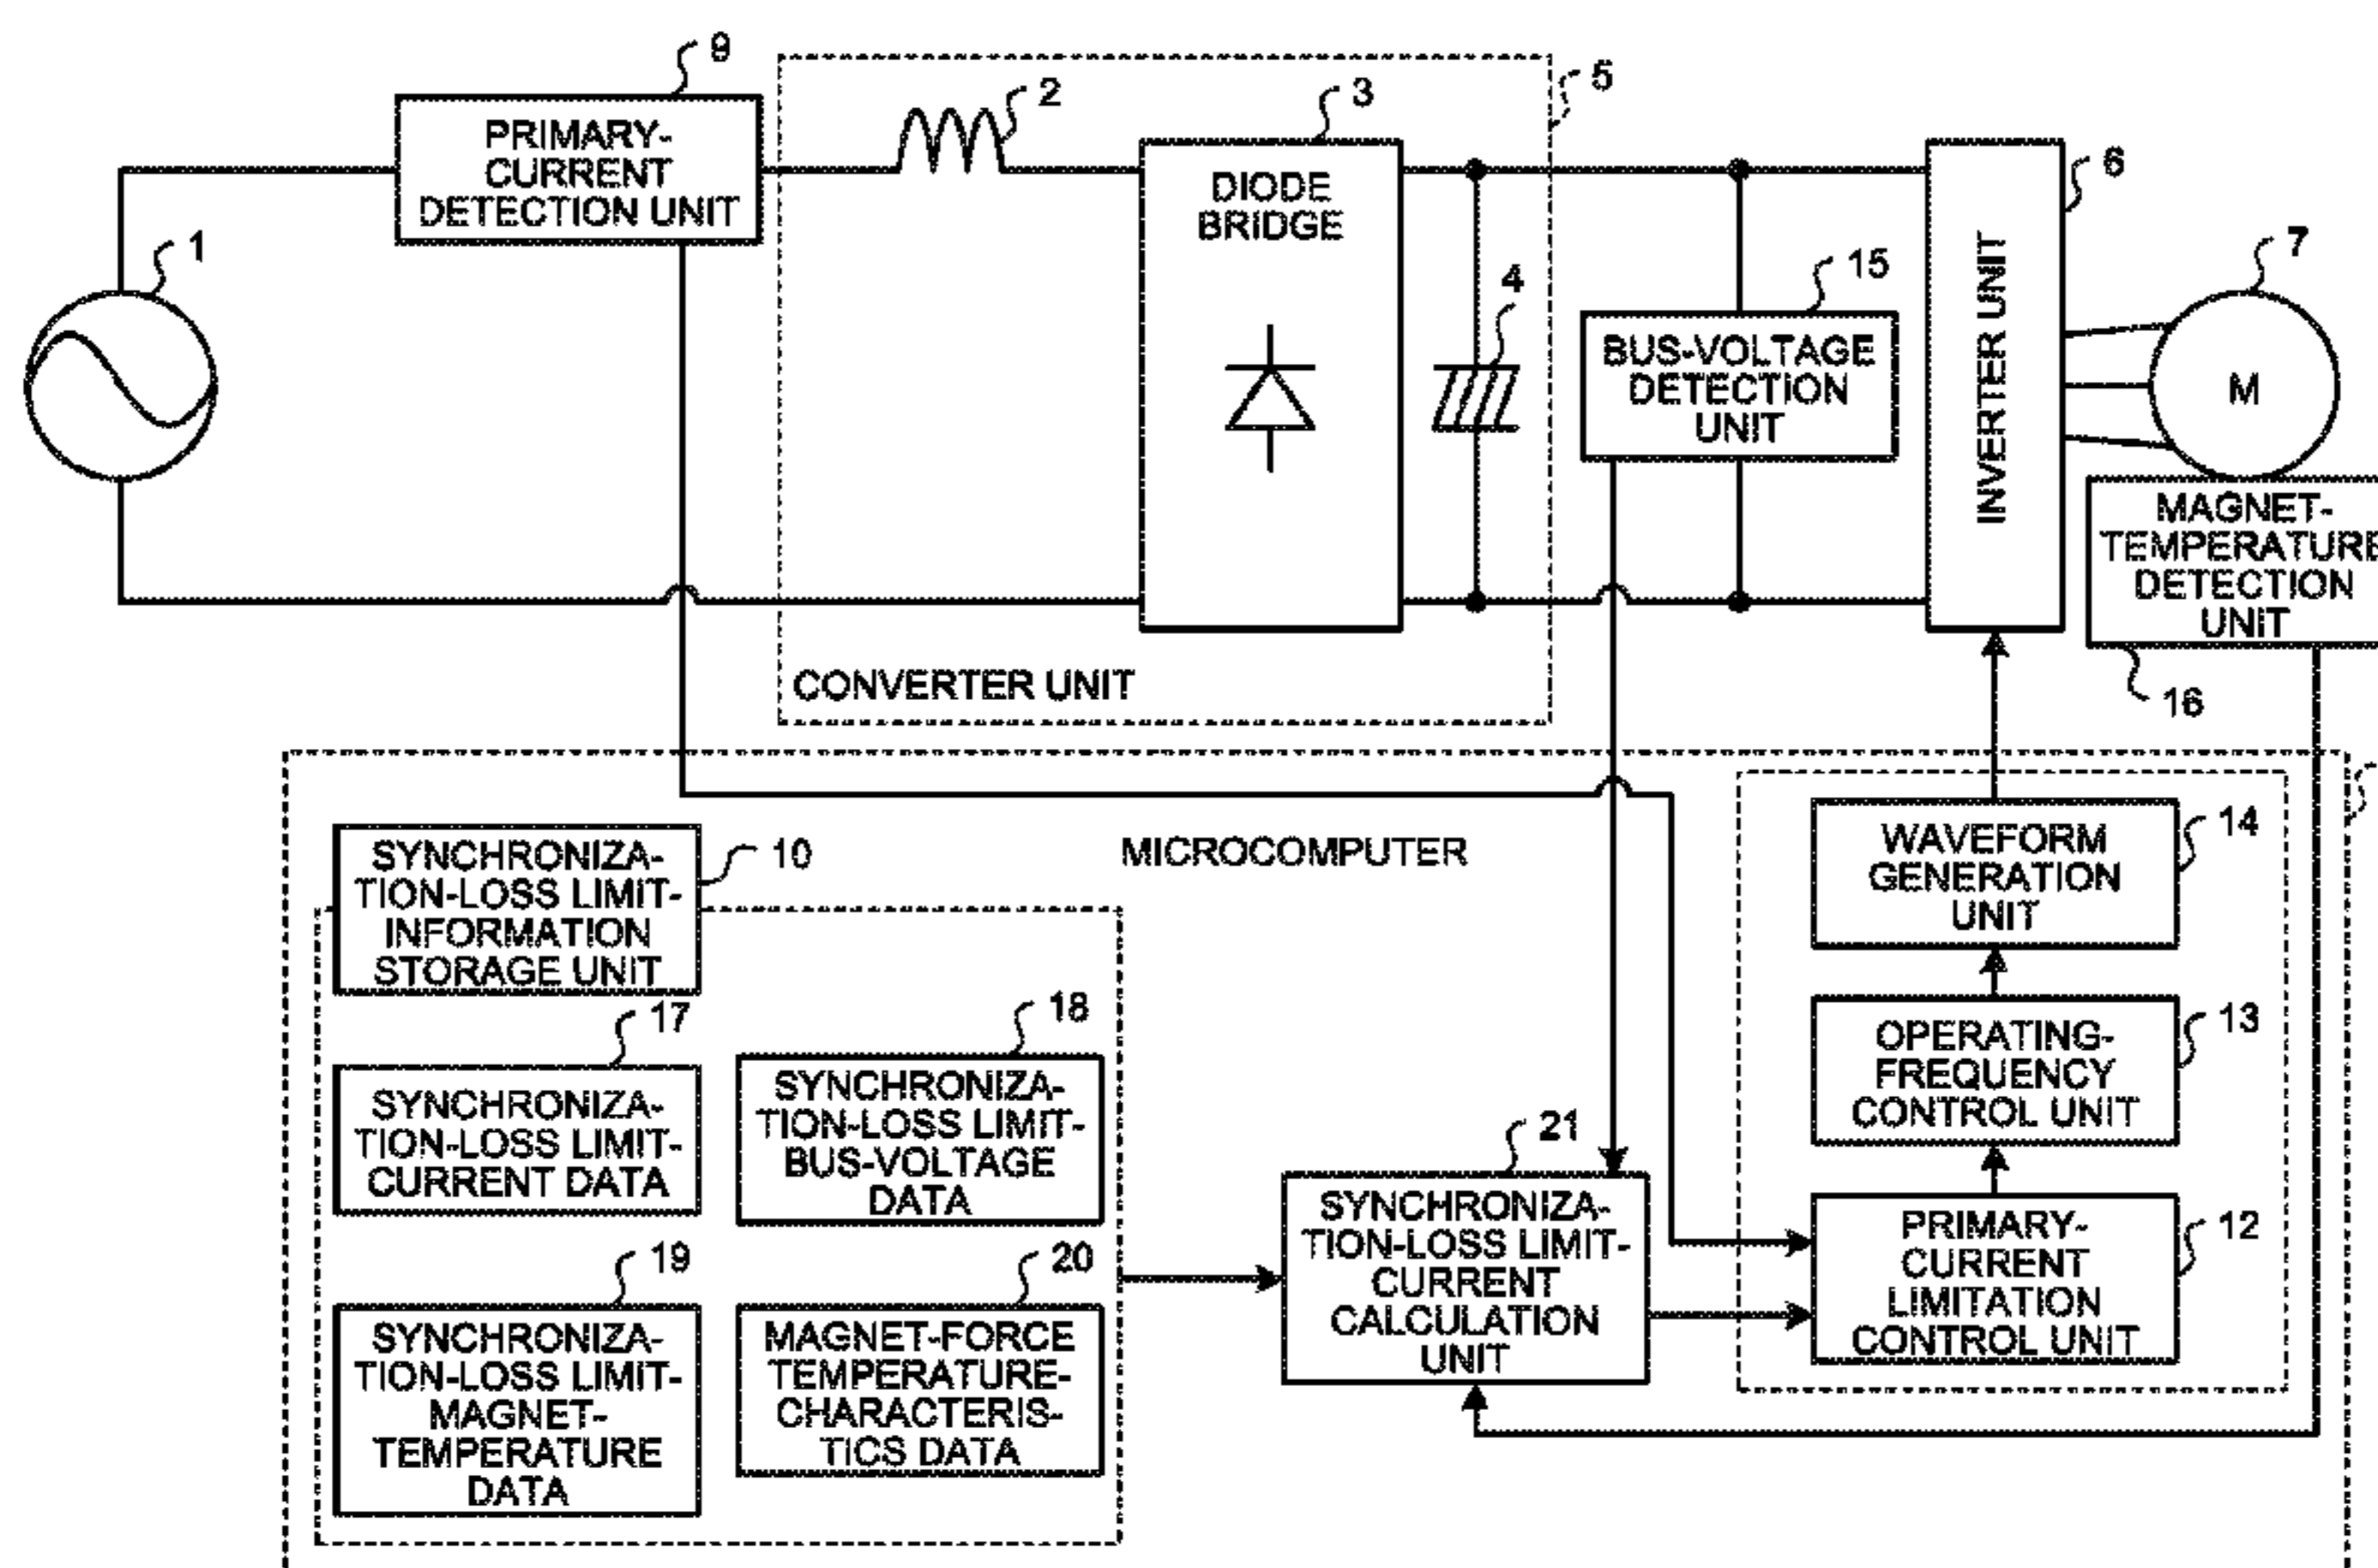 9
PRIMARY-
CURRENT
DETECTION UNIT
2
3
5
DIODE
BRIDGE
1
4
15
BUS-VOLTAGE
DETECTION
UNIT
6
INVERTER UNIT
7
M
MAGNET-
TEMPERATURE
DETECTION
UNIT
16
CONVERTER UNIT
MICROCOMPUTER
10
SYNCHRONIZA-
TION-LOSS LIMIT-
INFORMATION
STORAGE UNIT
17
SYNCHRONIZA-
TION-LOSS LIMIT-
CURRENT DATA
18
SYNCHRONIZA-
TION-LOSS LIMIT-
BUS-VOLTAGE
DATA
19
SYNCHRONIZA-
TION-LOSS LIMIT-
MAGNET-
TEMPERATURE
DATA
20
MAGNET-FORCE
TEMPERATURE-
CHARACTERIS-
TICS DATA
21
SYNCHRONIZA-
TION-LOSS LIMIT-
CURRENT
CALCULATION
UNIT
14
WAVEFORM
GENERATION
UNIT
13
OPERATING-
FREQUENCY
CONTROL UNIT
12
PRIMARY-
CURRENT
LIMITATION
CONTROL UNIT